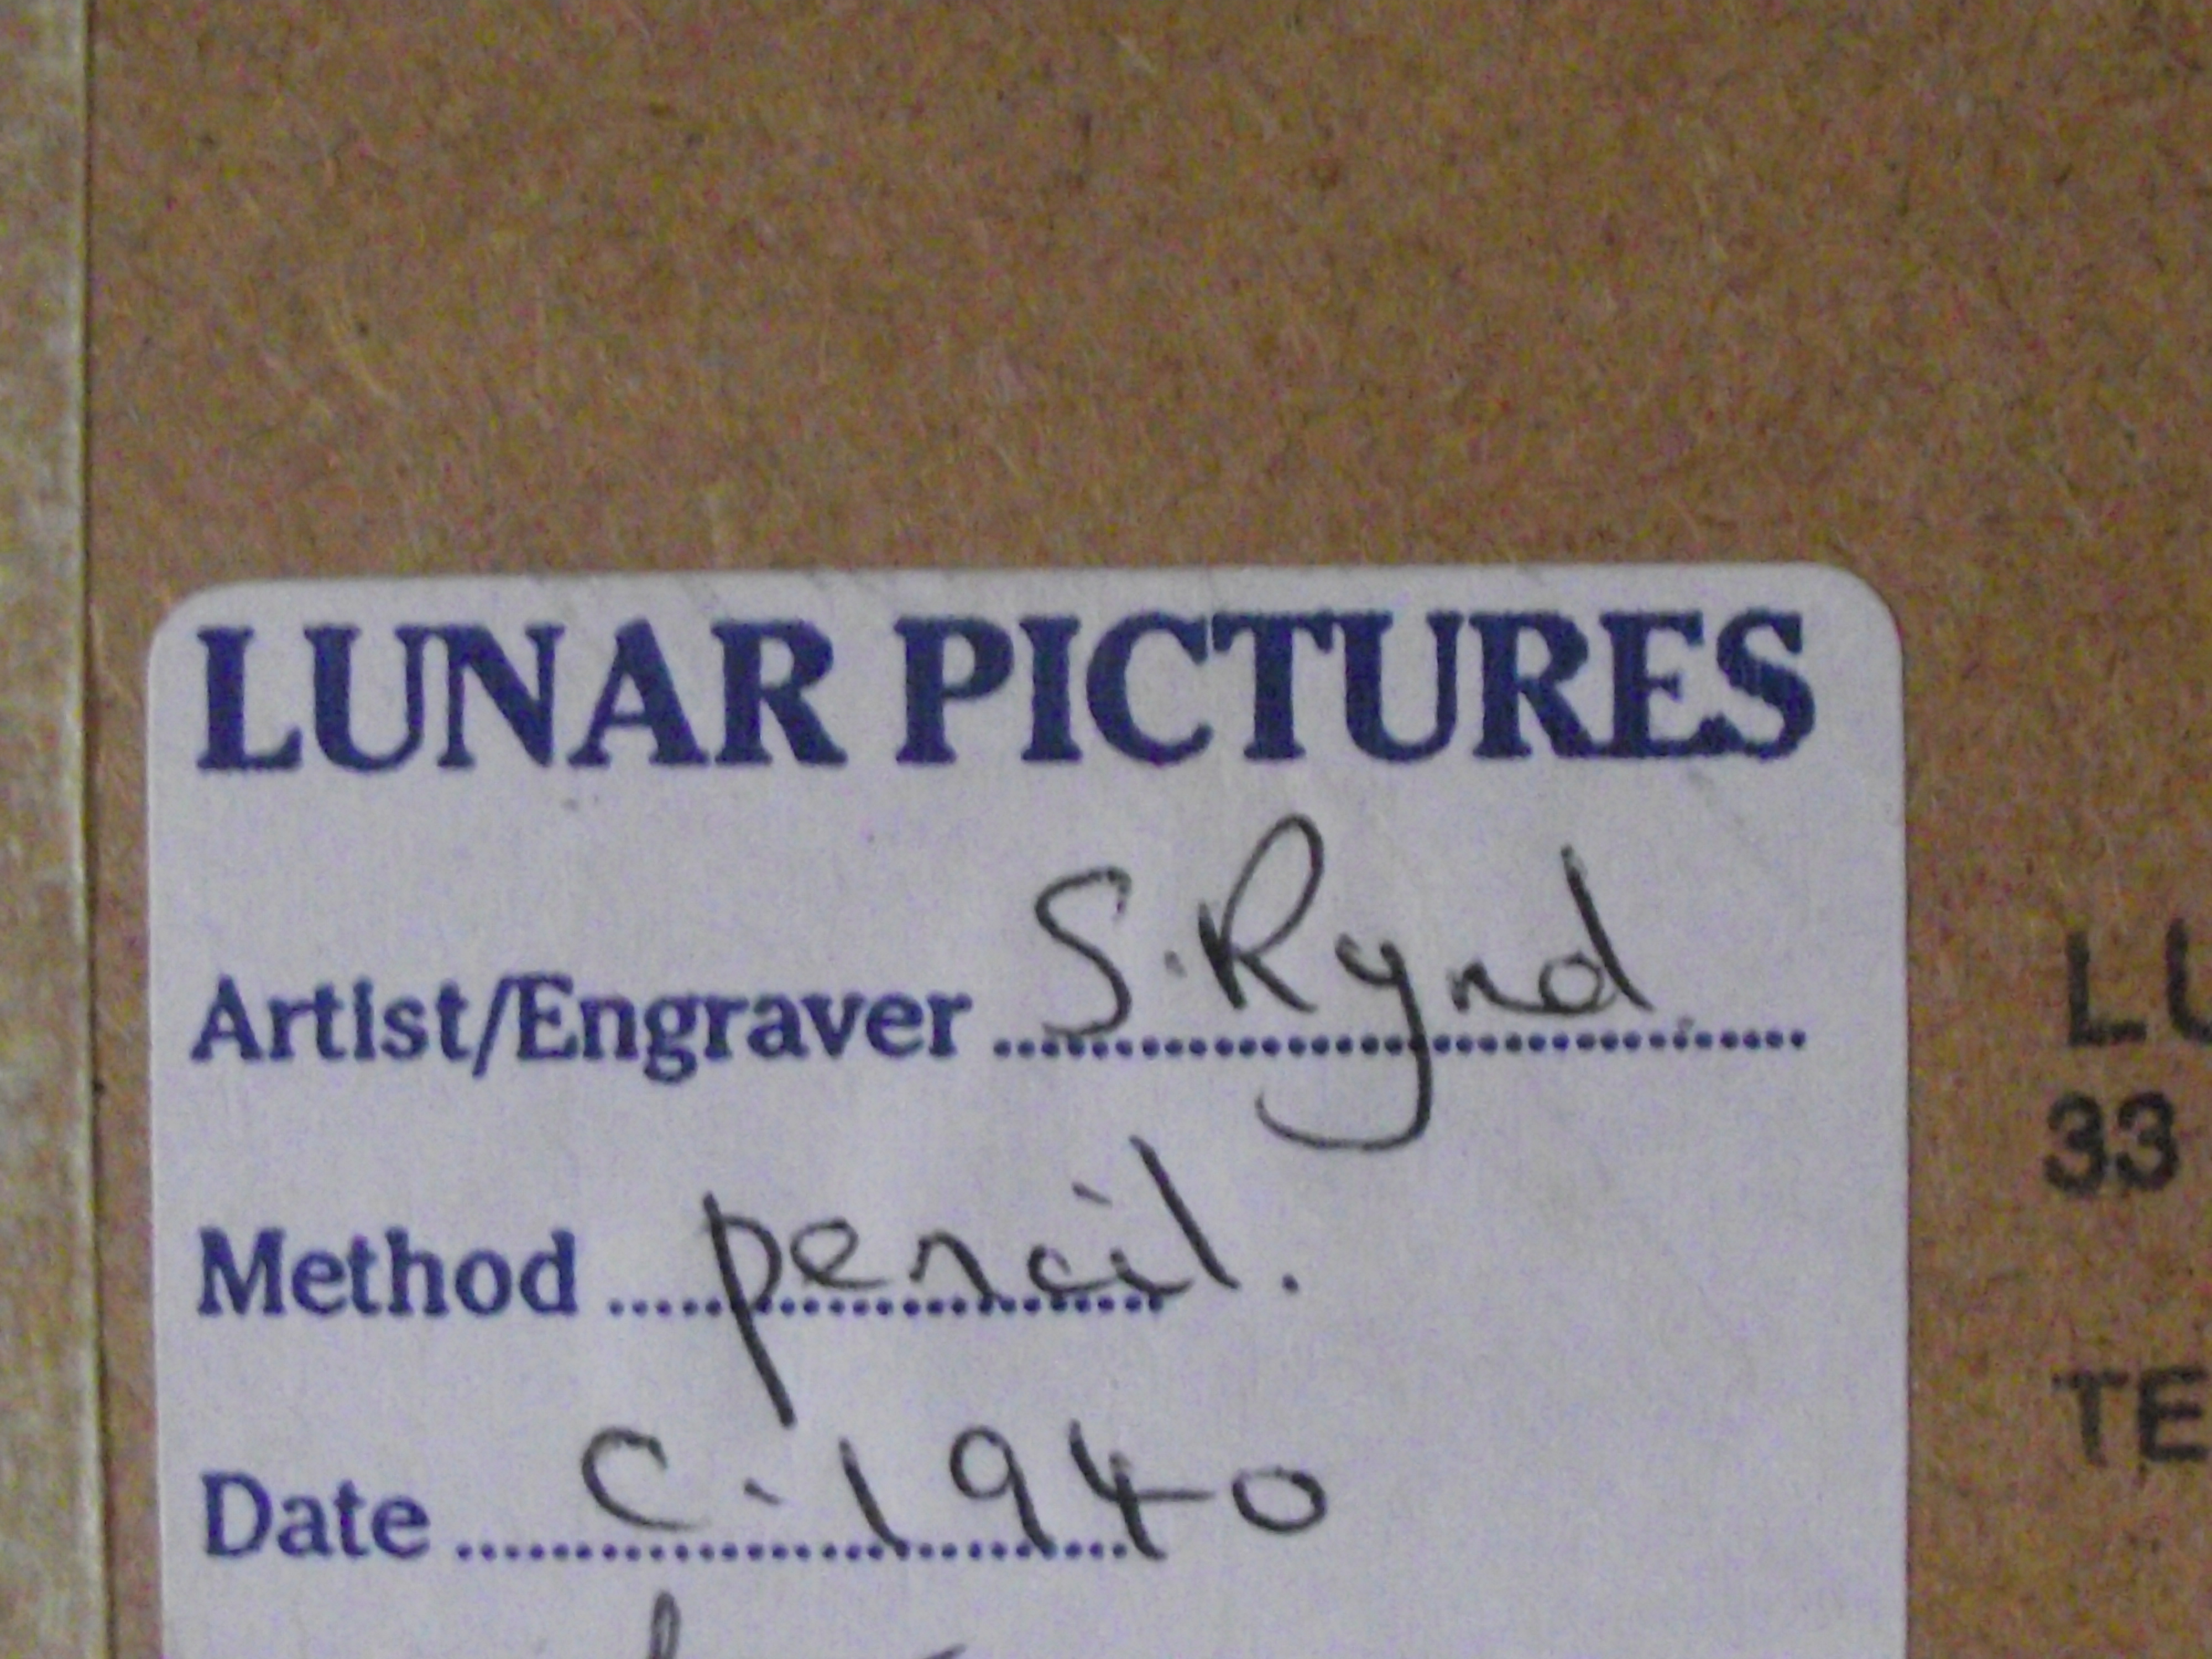 LUNAR PICTURES
Artist/Engraver S. Rynd
Method pencil.
Date c. 1940
LU
33
TE